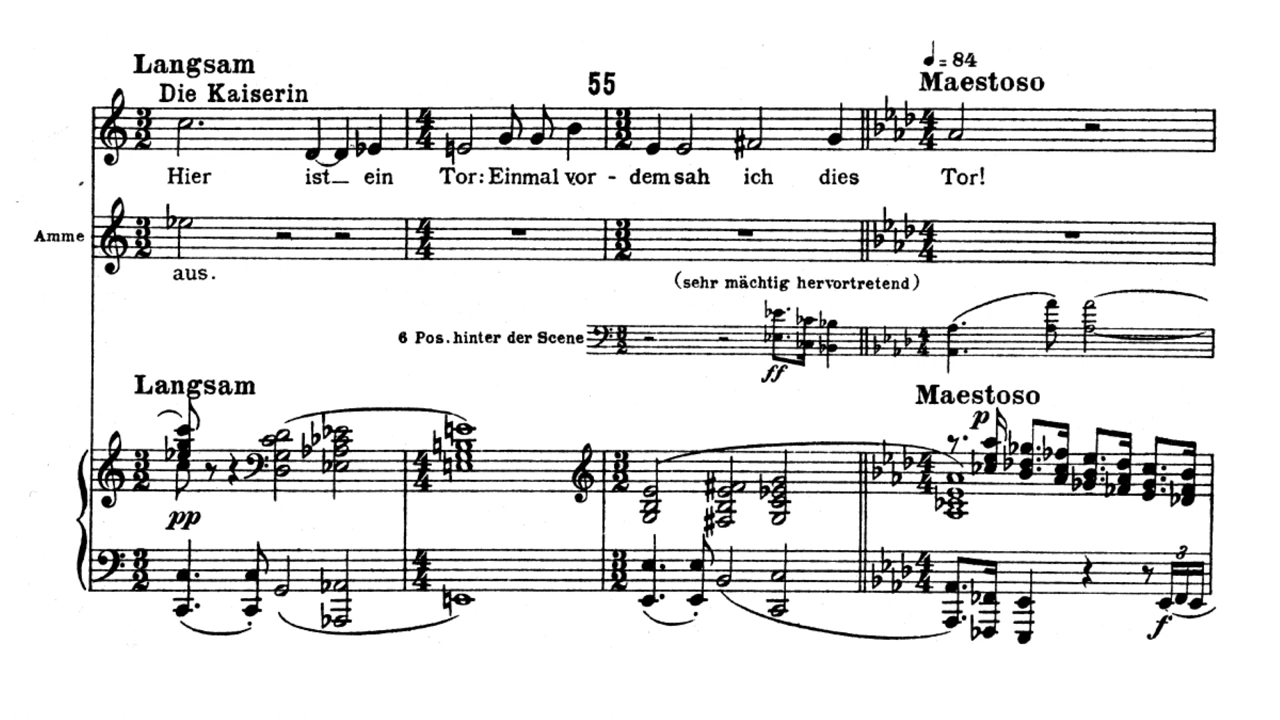 Langsam
Die Kaiserin
55
♩ = 84
Maestoso
Hier ist ein Tor: Einmal vor - dem sah ich dies Tor!
Amme
aus.
(sehr mächtig hervortretend)
6 Pos. hinter der Scene
ff
Langsam
Maestoso
p
pp
3
f